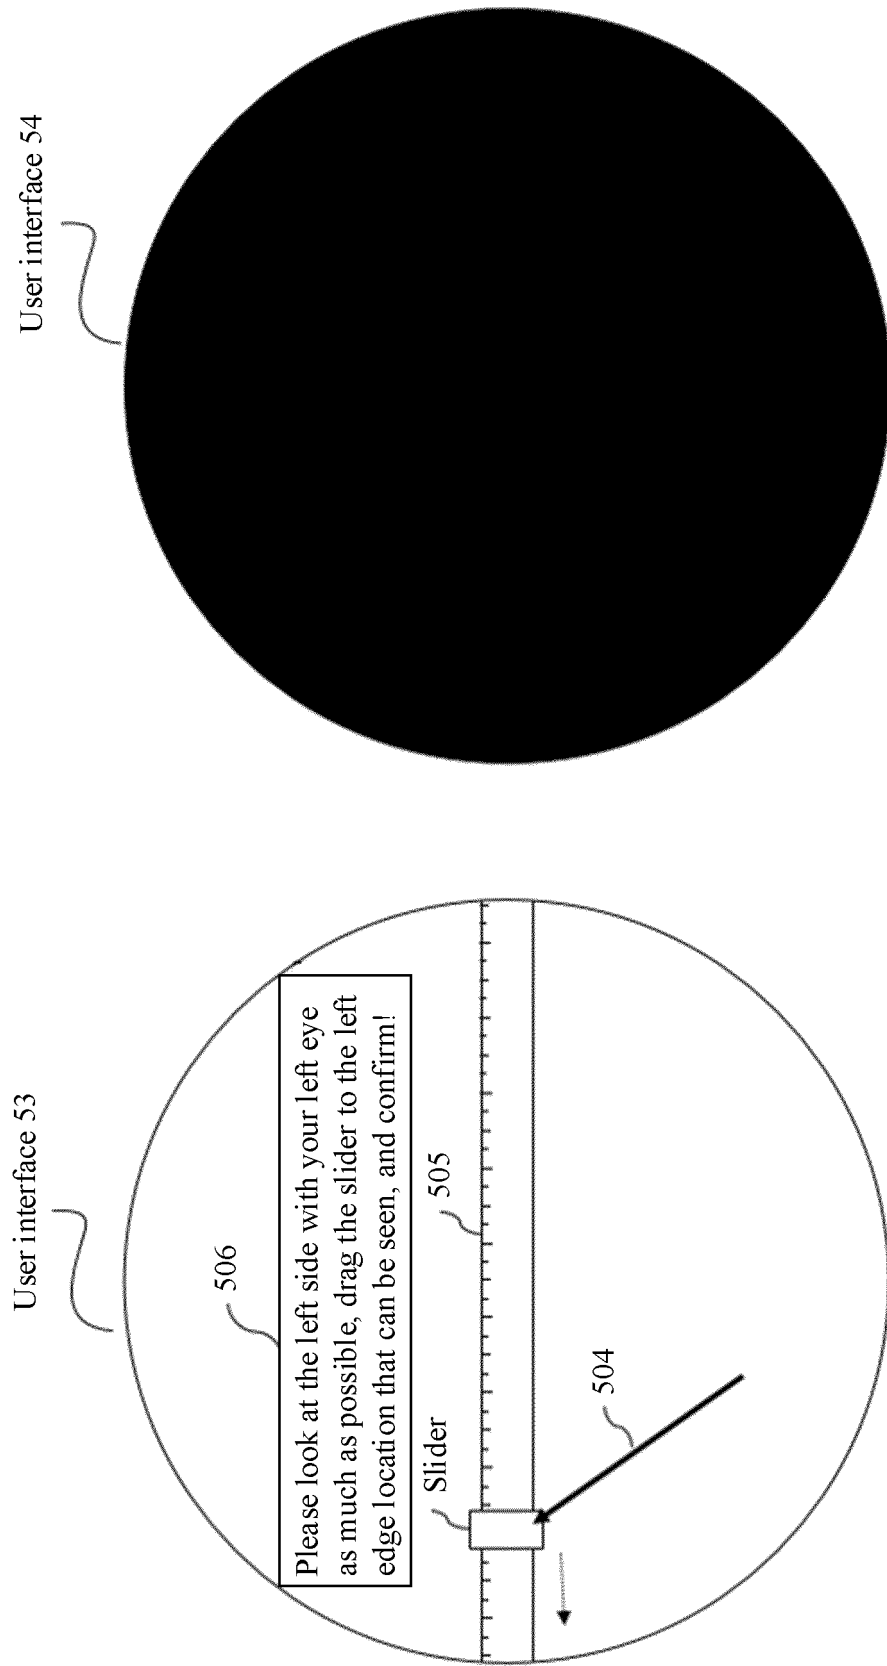 User interface 53
User interface 54
506
Please look at the left side with your left eye
as much as possible, drag the slider to the left
edge location that can be seen, and confirm!
Slider
505
504